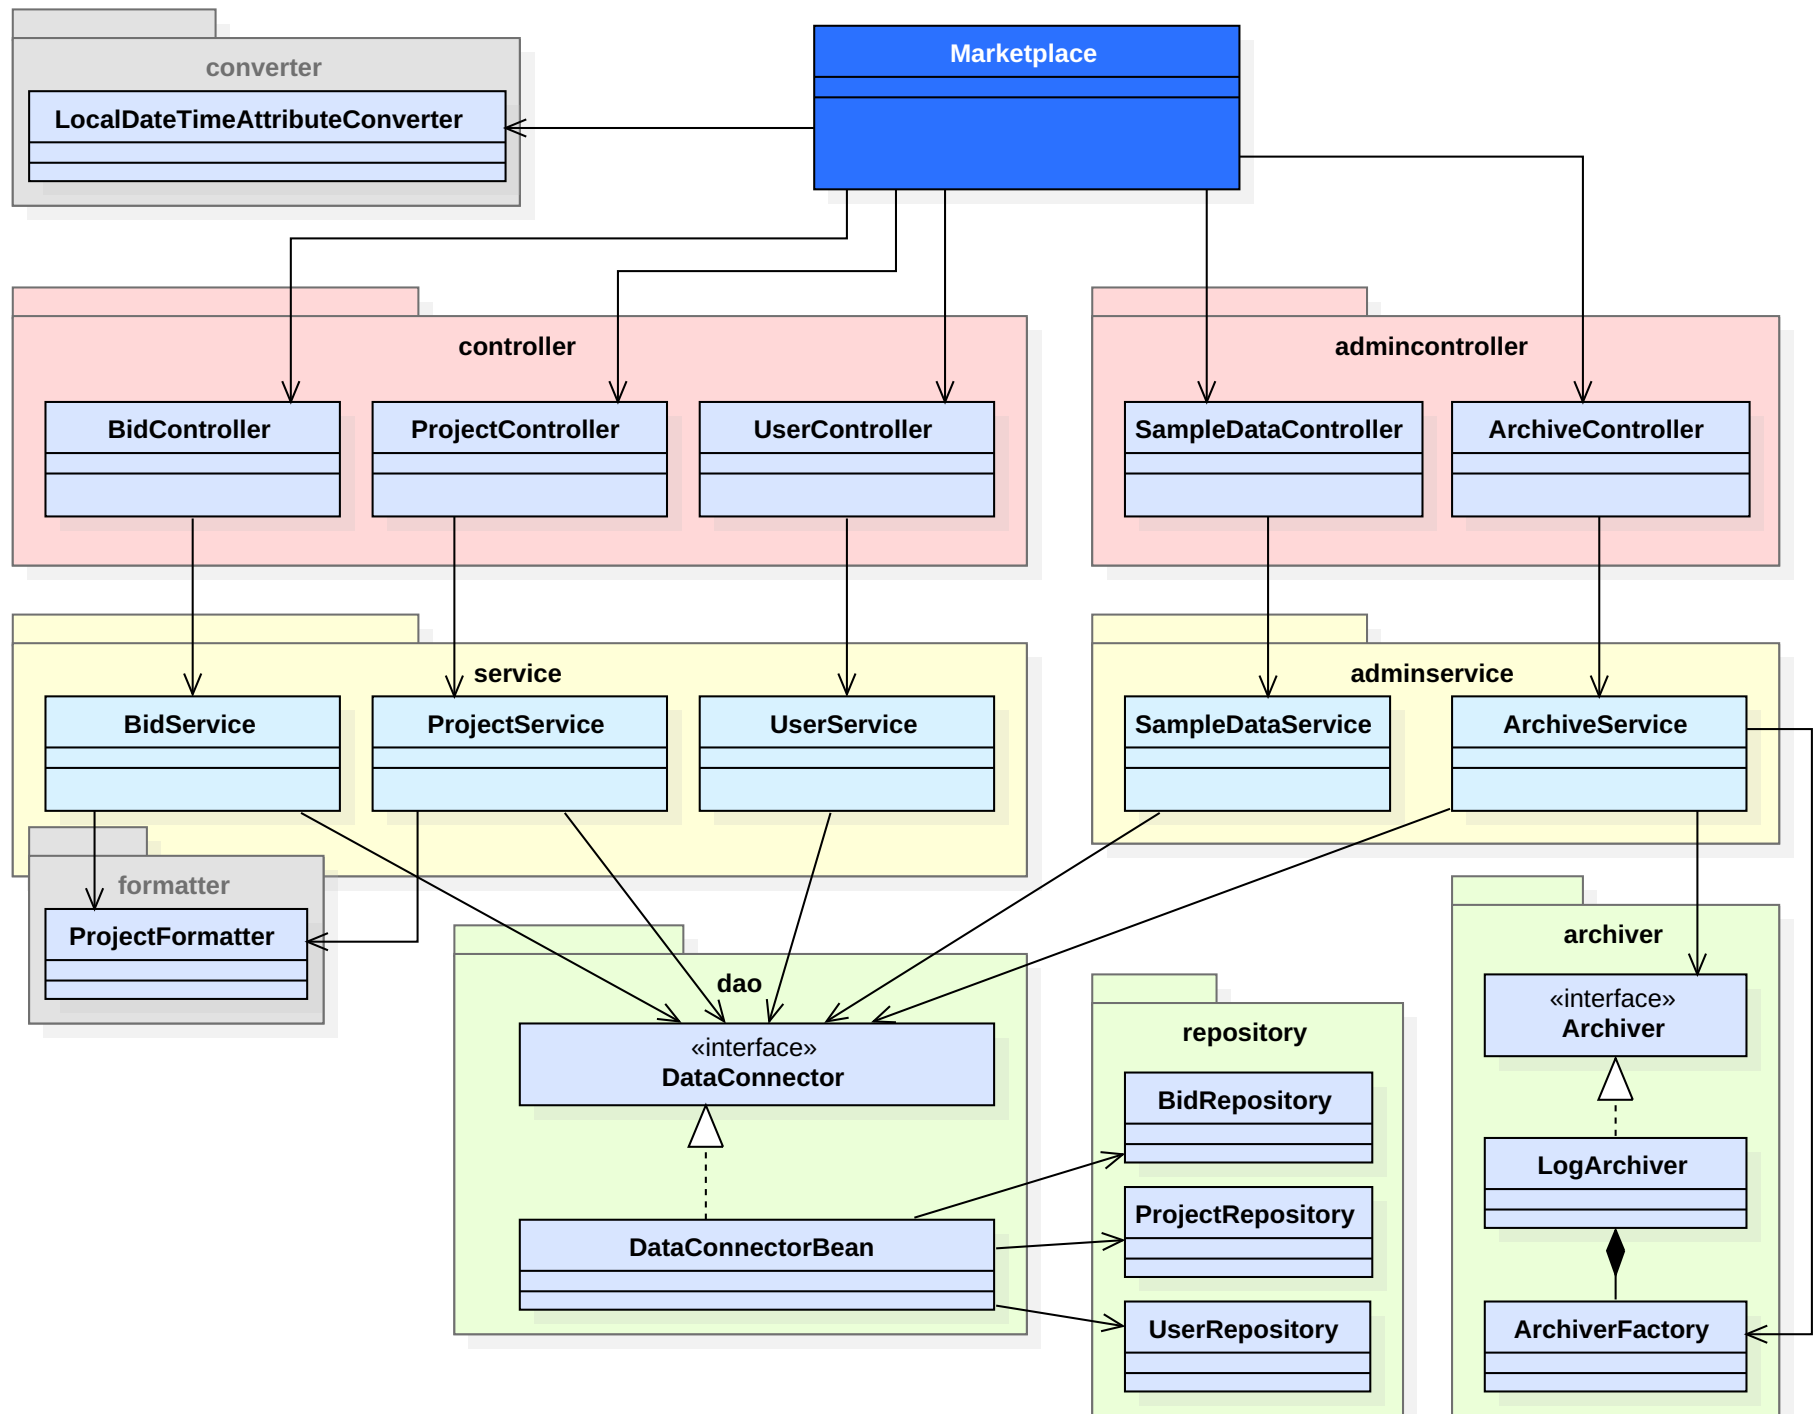 Marketplace
converter
LocalDateTimeAttributeConverter
controller
admincontroller
BidController
ProjectController
UserController
SampleDataController
ArchiveController
service
adminservice
BidService
ProjectService
UserService
SampleDataService
ArchiveService
formatter
ProjectFormatter
dao
«interface»
DataConnector
DataConnectorBean
repository
BidRepository
ProjectRepository
UserRepository
archiver
«interface»
Archiver
LogArchiver
ArchiverFactory